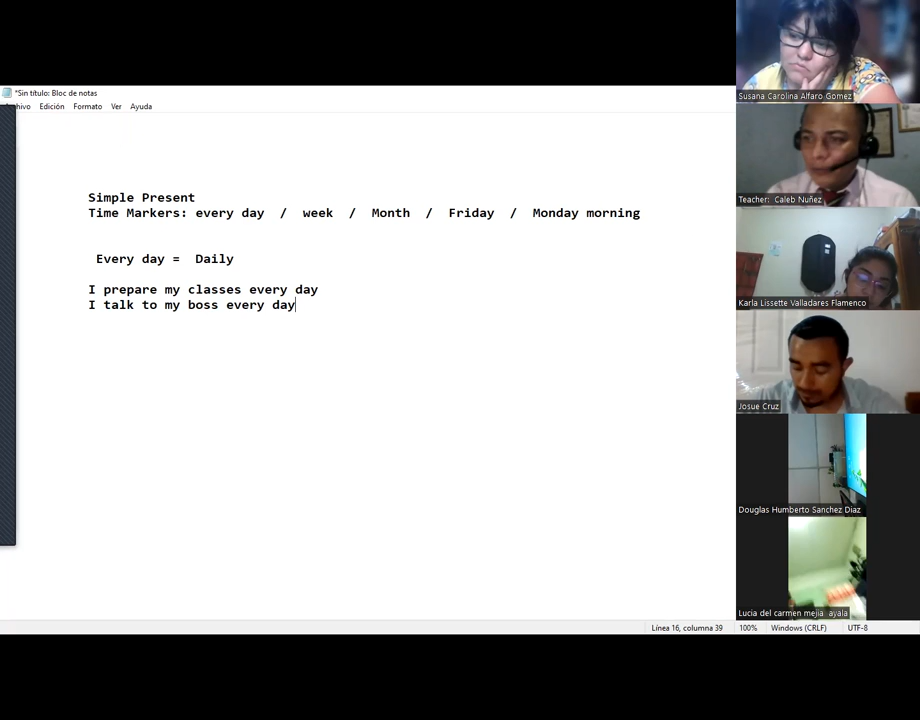 *Sin título: Bloc de notas
hivo Edición Formato Ver Ayuda
Simple Present
Time Markers: every day / week / Month / Friday / Monday morning
Every day = Daily
I prepare my classes every day
I talk to my boss every day
Línea 16, columna 39 100% Windows (CRLF) UTF-8
Susana Carolina Alfaro Gomez
Teacher: Caleb Nuñez
Karla Lissette Valladares Flamenco
Josue Cruz
Douglas Humberto Sanchez Diaz
Lucia del carmen mejia ayala